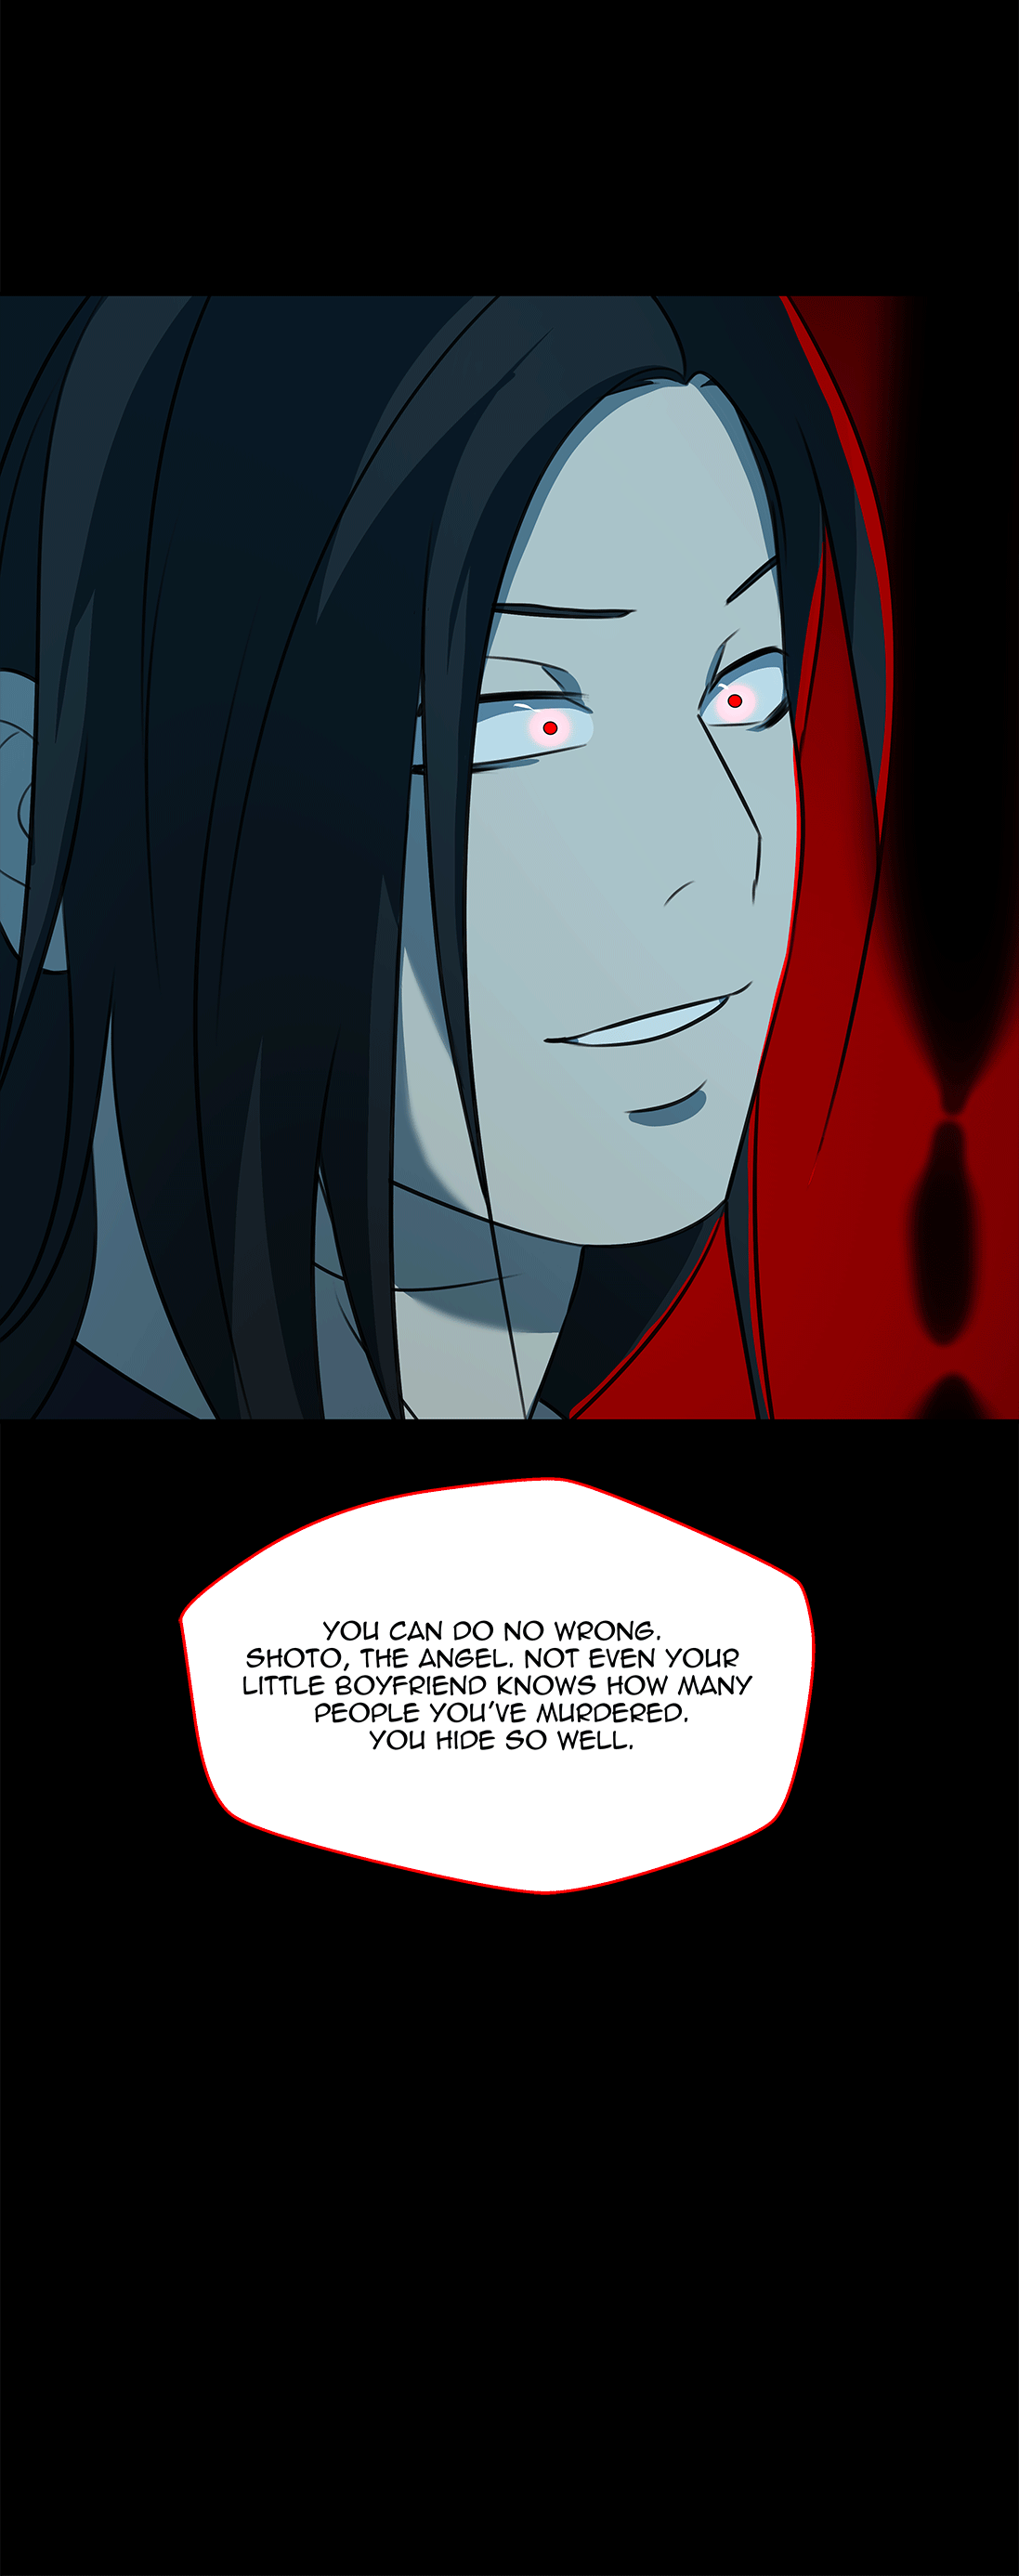 YOU CAN DO NO WRONG.
SHOTO, THE ANGEL. NOT EVEN YOUR
LITTLE BOYFRIEND KNOWS HOW MANY
PEOPLE YOU'VE MURDERED.
YOU HIDE SO WELL.